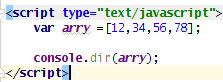 <script type="text/javascript">
var arry =[12,34,56,78];
console.dir(arry);
</script>